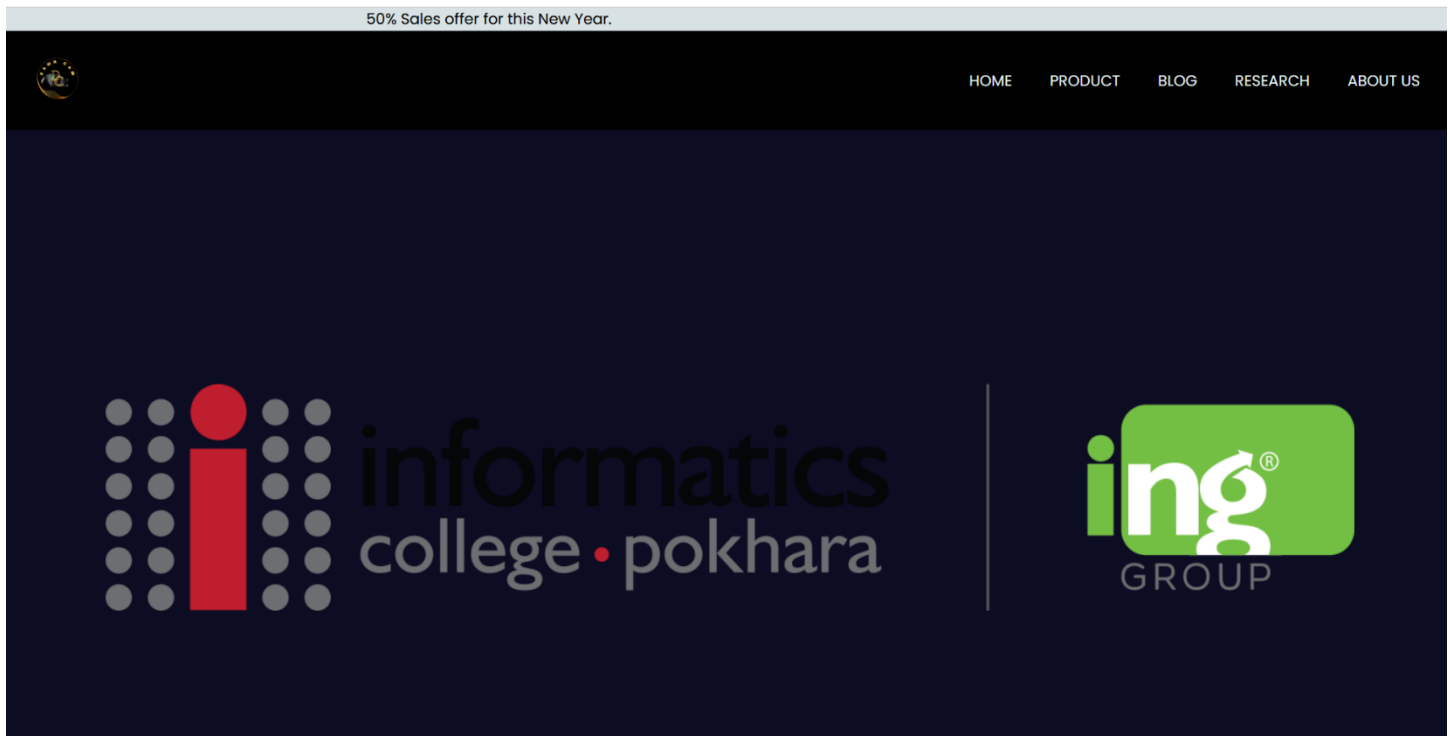 50% Sales offer for this New Year.
HOME PRODUCT BLOG RESEARCH ABOUT US
informatics
college • pokhara
ing®
GROUP